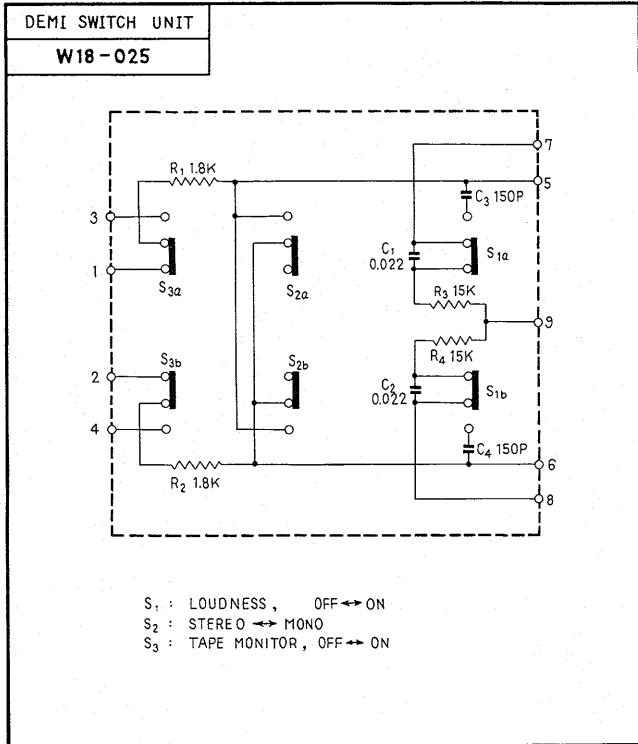 DEMI SWITCH UNIT
W18-025
7
R₁ 1.8K
5
C₃ 150P
3
C₁
0.022
S₁ₐ
1
S₃ₐ
S₂ₐ
R₃ 15K
9
R₄ 15K
2
S₃b
S₂b
C₂
0.022
S₁b
4
C₄ 150P
6
R₂ 1.8K
8
S₁ : LOUDNESS, OFF↔ON
S₂ : STEREO ↔ MONO
S₃ : TAPE MONITOR, OFF↔ON